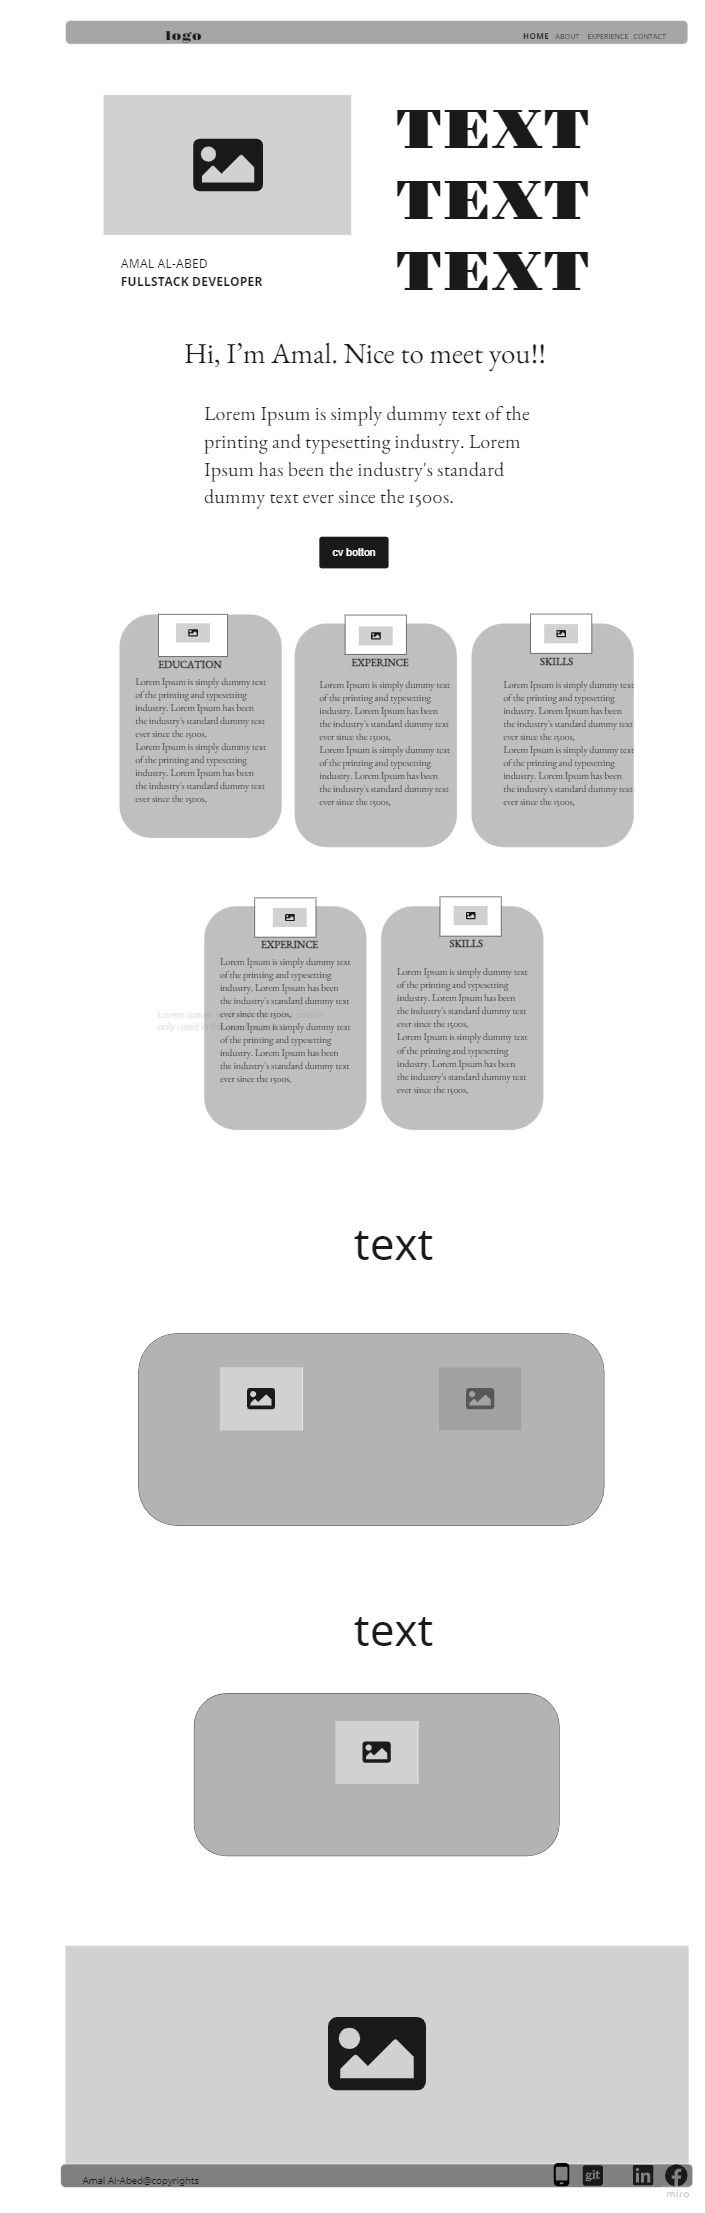 logo
HOME ABOUT EXPERIENCE CONTACT
TEXT
TEXT
TEXT
AMAL AL-ABED
FULLSTACK DEVELOPER
Hi, I’m Amal. Nice to meet you!!
Lorem Ipsum is simply dummy text of the
printing and typesetting industry. Lorem
Ipsum has been the industry's standard
dummy text ever since the 1500s.
cv botton
EDUCATION
Lorem Ipsum is simply dummy text
of the printing and typesetting
industry. Lorem Ipsum has been
the industry's standard dummy text
ever since the 1500s,
Lorem Ipsum is simply dummy text
of the printing and typesetting
industry. Lorem Ipsum has been
the industry's standard dummy text
ever since the 1500s,
EXPERINCE
Lorem Ipsum is simply dummy text
of the printing and typesetting
industry. Lorem Ipsum has been
the industry's standard dummy text
ever since the 1500s,
Lorem Ipsum is simply dummy text
of the printing and typesetting
industry. Lorem Ipsum has been
the industry's standard dummy text
ever since the 1500s,
SKILLS
Lorem Ipsum is simply dummy text
of the printing and typesetting
industry. Lorem Ipsum has been
the industry's standard dummy text
ever since the 1500s,
Lorem Ipsum is simply dummy text
of the printing and typesetting
industry. Lorem Ipsum has been
the industry's standard dummy text
ever since the 1500s,
EXPERINCE
Lorem Ipsum is simply dummy text
of the printing and typesetting
industry. Lorem Ipsum has been
the industry's standard dummy text
ever since the 1500s,
Lorem Ipsum is simply dummy text
of the printing and typesetting
industry. Lorem Ipsum has been
the industry's standard dummy text
ever since the 1500s,
Lorem ipsum
only used in
SKILLS
Lorem Ipsum is simply dummy text
of the printing and typesetting
industry. Lorem Ipsum has been
the industry's standard dummy text
ever since the 1500s,
Lorem Ipsum is simply dummy text
of the printing and typesetting
industry. Lorem Ipsum has been
the industry's standard dummy text
ever since the 1500s,
text
text
Amal Al-Abed@copyrights
git
in
miro